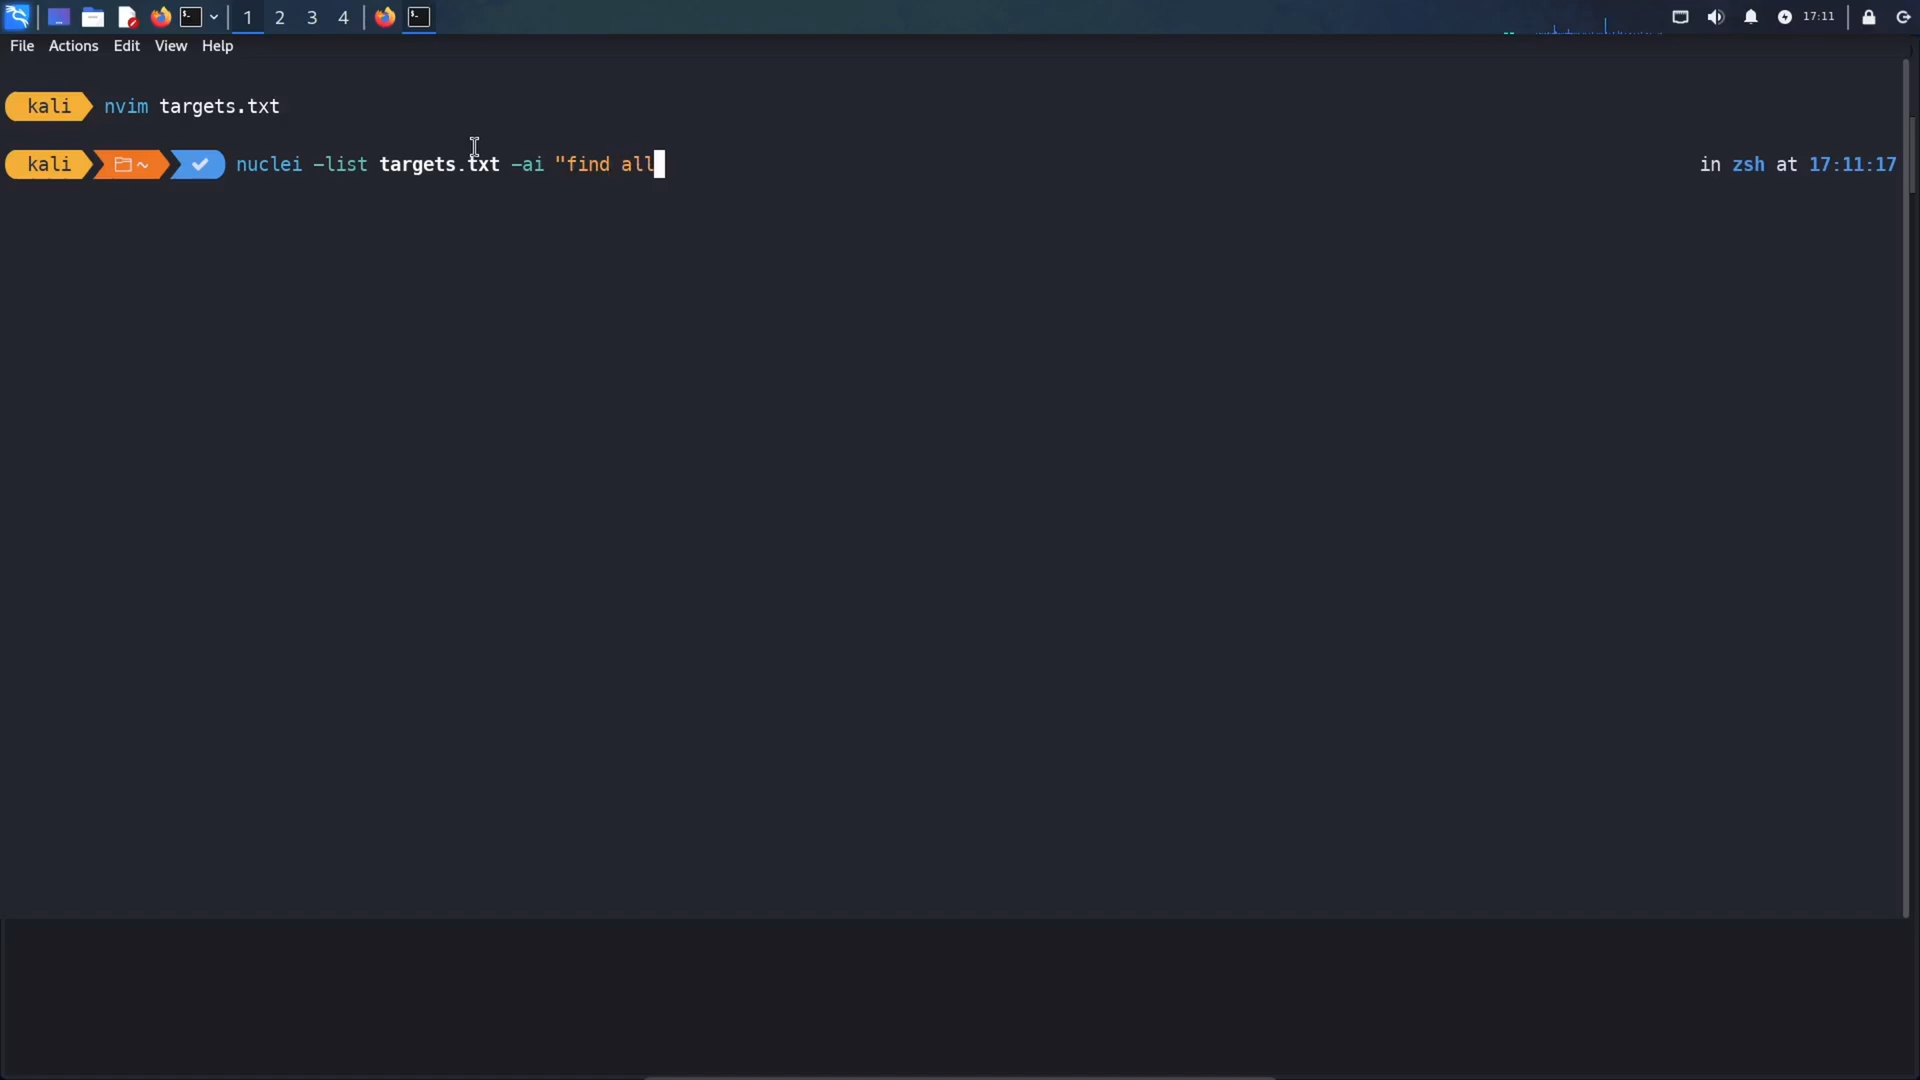 1 2 3 4 17:11
File Actions Edit View Help
kali nvim targets.txt
kali ~ nuclei -list targets.txt -ai "find all in zsh at 17:11:17